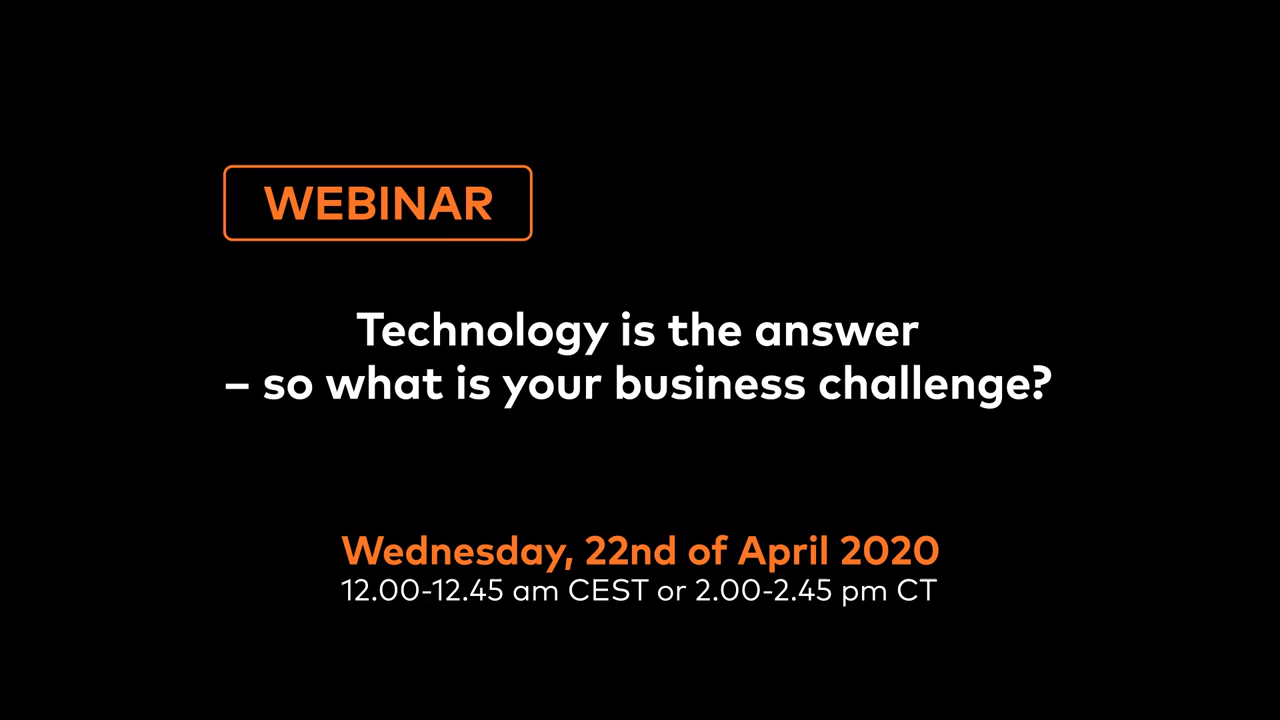 WEBINAR
Technology is the answer
– so what is your business challenge?
Wednesday, 22nd of April 2020
12.00-12.45 am CEST or 2.00-2.45 pm CT